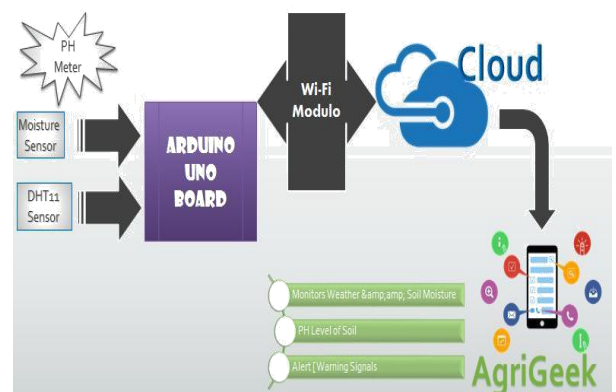 PH
Meter
Moisture
Sensor
DHT11
Sensor
ARDUINO
UNO
BOARD
Wi-Fi
Modulo
Cloud
Monitors Weather &amp;amp; Soil Moisture
PH Level of Soil
Alert [Warning Signals
AgriGeek